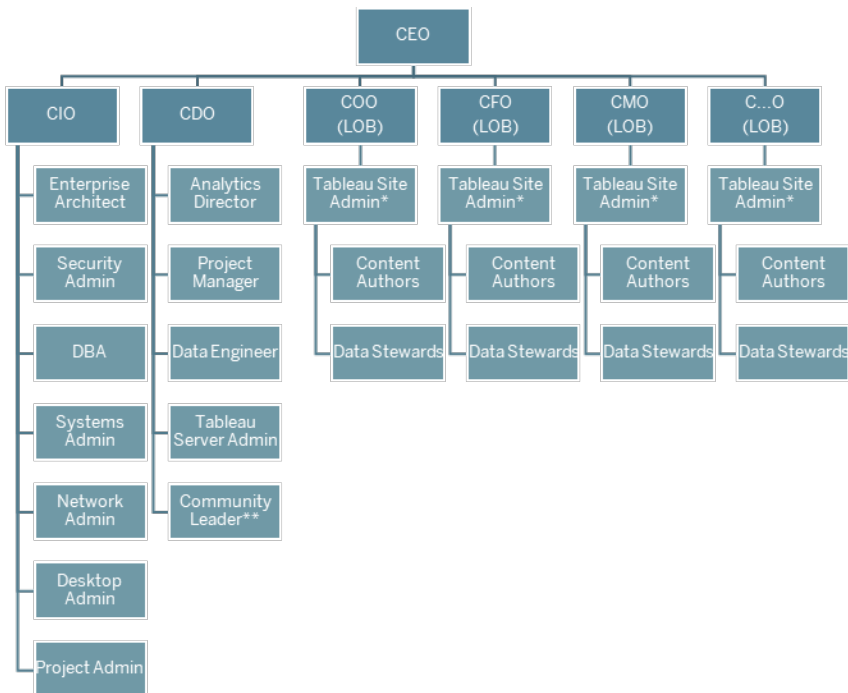 CEO
CIO
CDO
COO
(LOB)
CFO
(LOB)
CMO
(LOB)
C...O
(LOB)
Enterprise
Architect
Security
Admin
DBA
Systems
Admin
Network
Admin
Desktop
Admin
Project Admin
Analytics
Director
Project
Manager
Data Engineer
Tableau
Server Admin
Community
Leader**
Tableau Site
Admin*
Content
Authors
Data Stewards
Tableau Site
Admin*
Content
Authors
Data Stewards
Tableau Site
Admin*
Content
Authors
Data Stewards
Tableau Site
Admin*
Content
Authors
Data Stewards